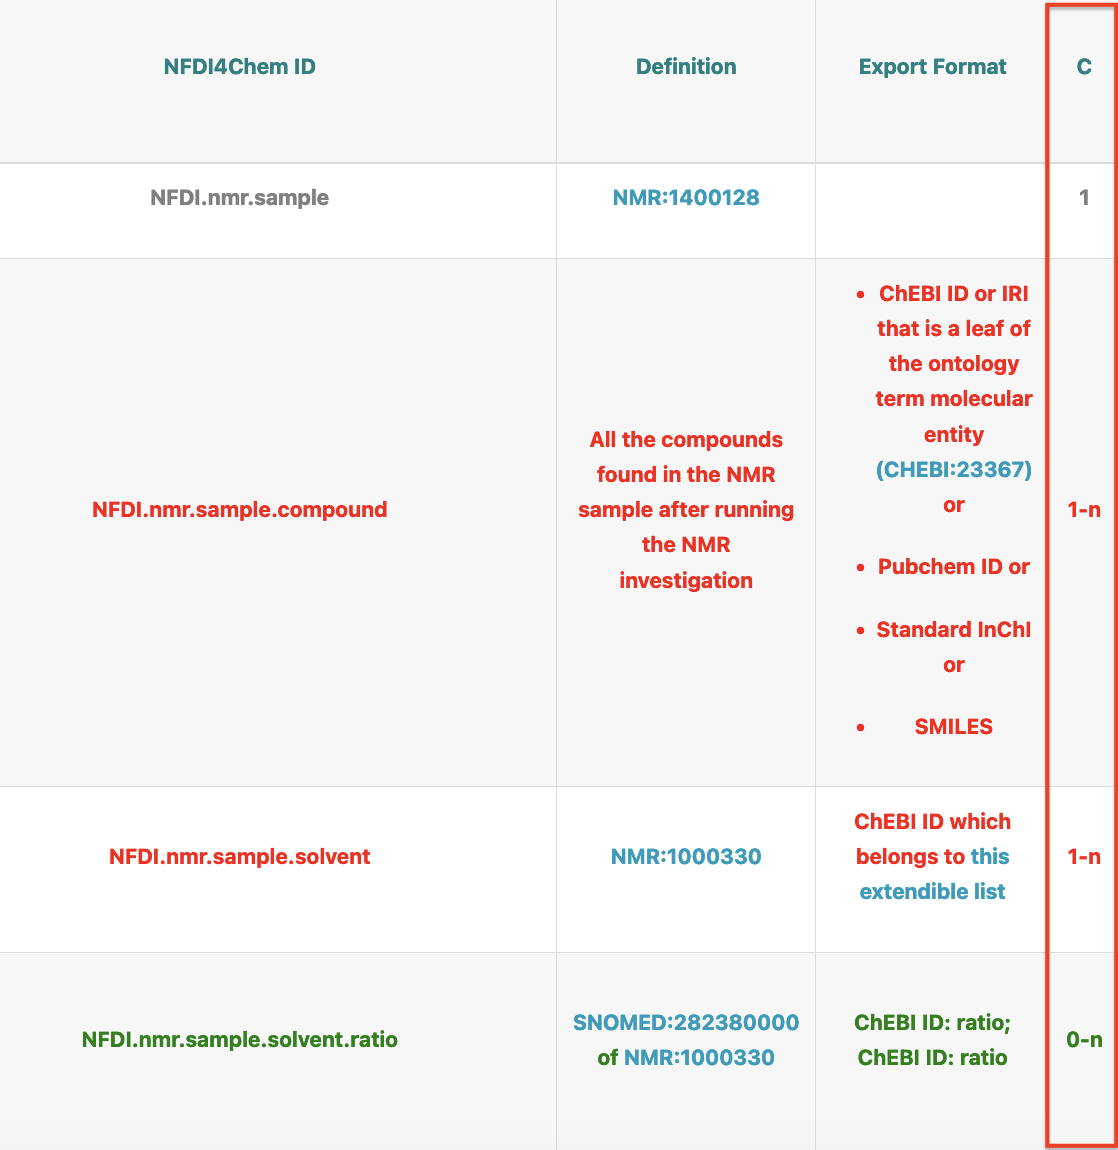 NFDI4Chem ID
Definition
Export Format
C
NFDI.nmr.sample
NMR:1400128
1
NFDI.nmr.sample.compound
All the compounds
found in the NMR
sample after running
the NMR
investigation
• ChEBI ID or IRI
that is a leaf of
the ontology
term molecular
entity
(CHEBI:23367)
or
• Pubchem ID or
• Standard InChI
or
• SMILES
1-n
NFDI.nmr.sample.solvent
NMR:1000330
ChEBI ID which
belongs to this
extendible list
1-n
NFDI.nmr.sample.solvent.ratio
SNOMED:282380000
of NMR:1000330
ChEBI ID: ratio;
ChEBI ID: ratio
0-n